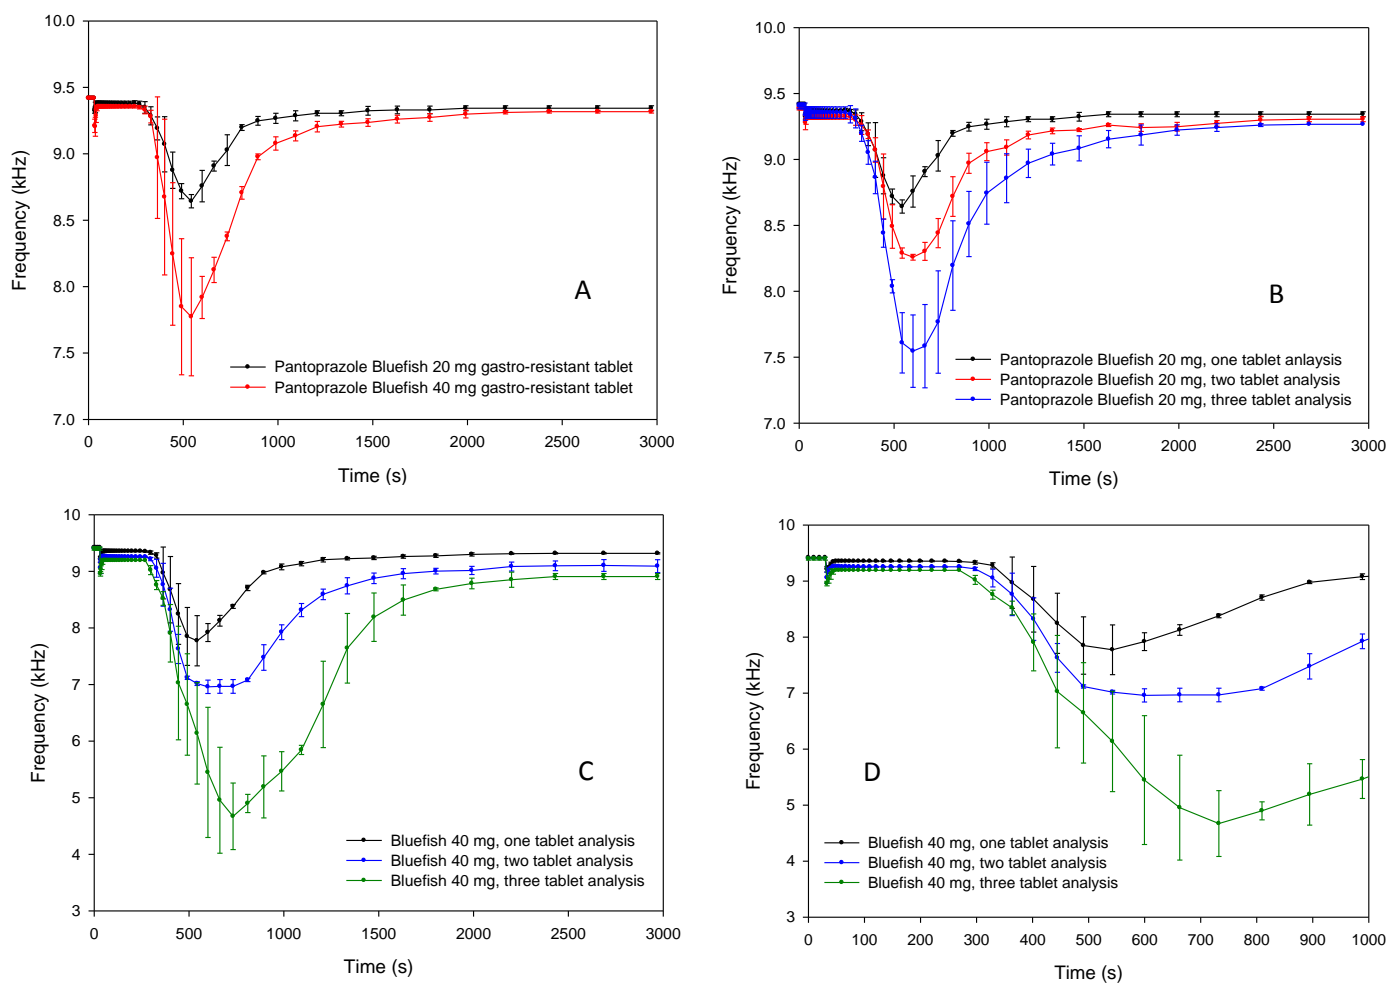 10.0
9.5
9.0
8.5
8.0
7.5
7.0
Frequency (kHz)
A
Pantoprazole Bluefish 20 mg gastro-resistant tablet
Pantoprazole Bluefish 40 mg gastro-resistant tablet
0 500 1000 1500 2000 2500 3000
Time (s)
10.0
9.5
9.0
8.5
8.0
7.5
7.0
Frequency (kHz)
B
Pantoprazole Bluefish 20 mg, one tablet anlaysis
Pantoprazole Bluefish 20 mg, two tablet analysis
Pantoprazole Bluefish 20 mg, three tablet analysis
0 500 1000 1500 2000 2500 3000
Time (s)
10
9
8
7
6
5
4
3
Frequency (kHz)
C
Bluefish 40 mg, one tablet analysis
Bluefish 40 mg, two tablet analysis
Bluefish 40 mg, three tablet analysis
0 500 1000 1500 2000 2500 3000
Time (s)
10
9
8
7
6
5
4
3
Frequency (kHz)
D
Bluefish 40 mg, one tablet analysis
Bluefish 40 mg, two tablet analysis
Bluefish 40 mg, three tablet analysis
0 100 200 300 400 500 600 700 800 900 1000
Time (s)